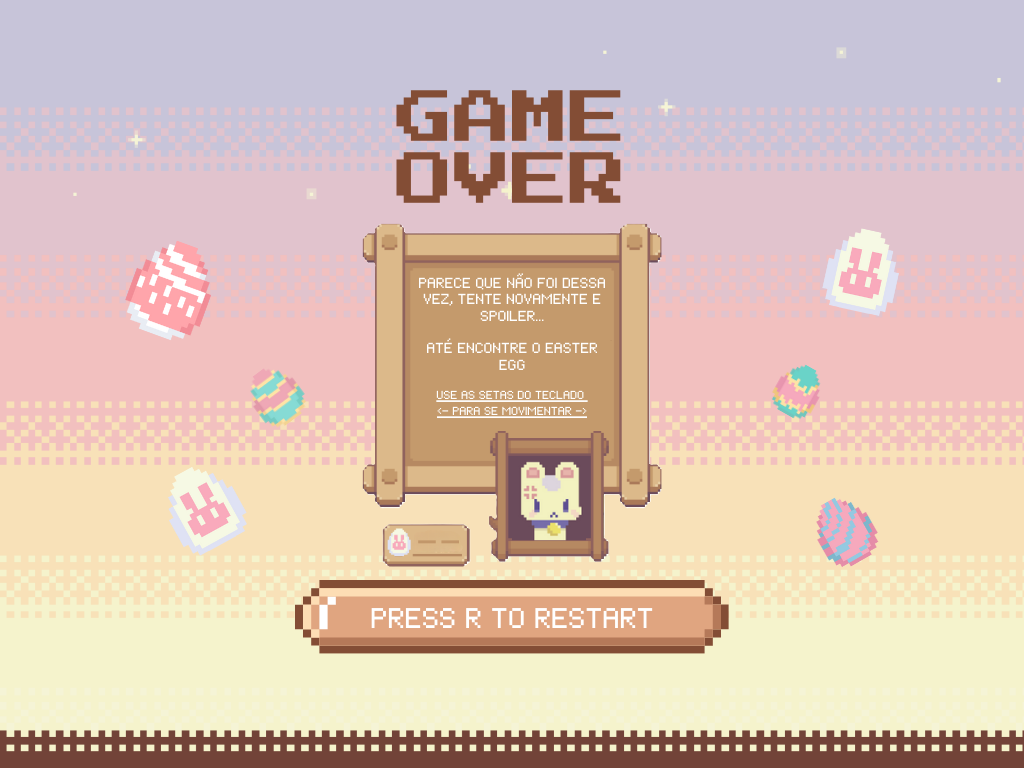 GAME
OVER
PARECE QUE NÃO FOI DESSA
VEZ, TENTE NOVAMENTE E
SPOILER...
ATÉ ENCONTRE O EASTER
EGG
USE AS SETAS DO TECLADO
<- PARA SE MOVIMENTAR ->
PRESS R TO RESTART